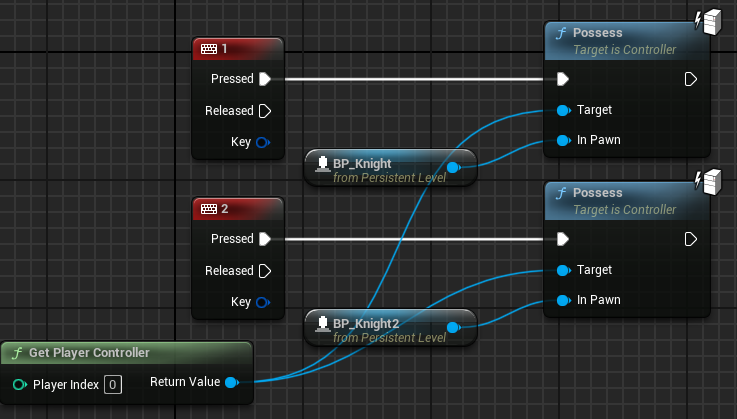 1
Pressed
Released
Key
Possess
Target is Controller
Target
In Pawn
BP_Knight
from Persistent Level
2
Pressed
Released
Key
Possess
Target is Controller
Target
In Pawn
BP_Knight2
from Persistent Level
f Get Player Controller
Player Index 0
Return Value